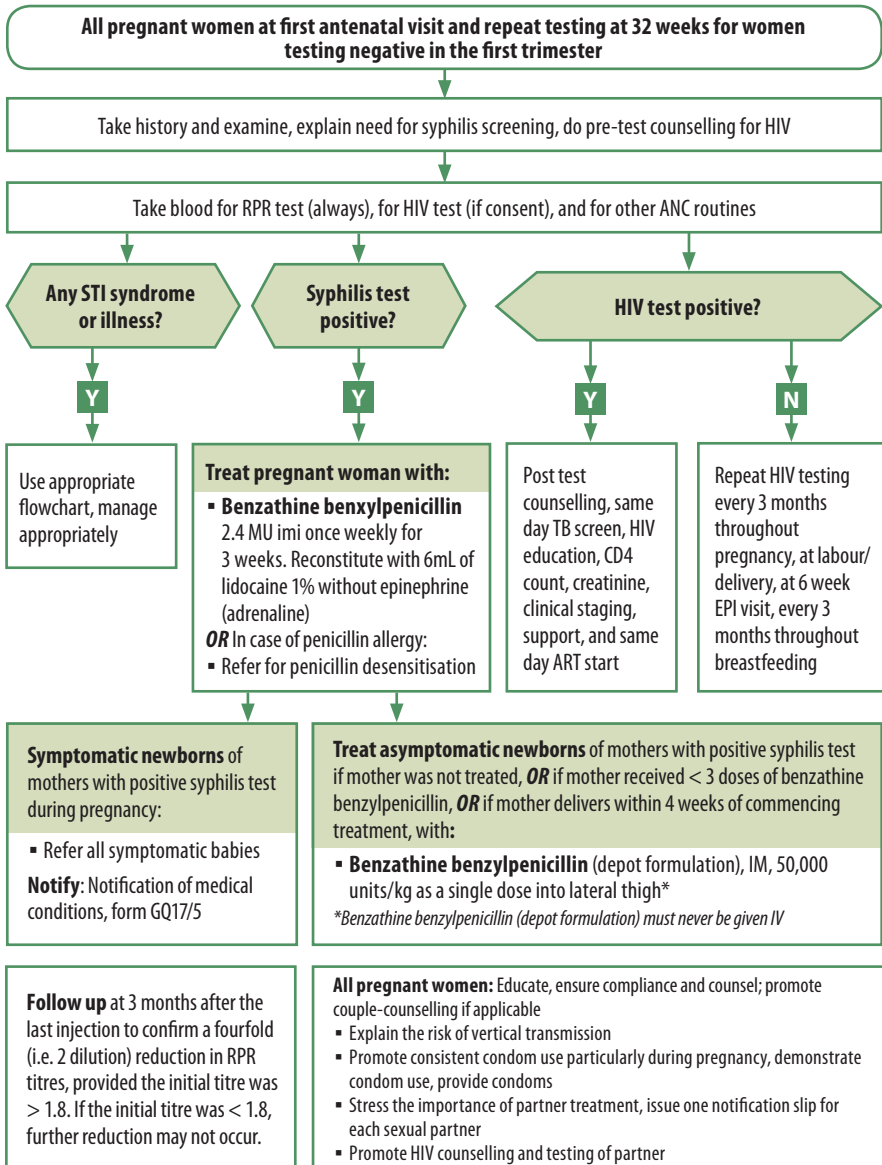 All pregnant women at first antenatal visit and repeat testing at 32 weeks for women
testing negative in the first trimester
Take history and examine, explain need for syphilis screening, do pre-test counselling for HIV
Take blood for RPR test (always), for HIV test (if consent), and for other ANC routines
Any STI syndrome
or illness?
Syphilis test
positive?
HIV test positive?
Y
Y
Y
N
Use appropriate
flowchart, manage
appropriately
Treat pregnant woman with:
▪ Benzathine benxylpenicillin
2.4 MU imi once weekly for
3 weeks. Reconstitute with 6mL of
lidocaine 1% without epinephrine
(adrenaline)
OR In case of penicillin allergy:
▪ Refer for penicillin desensitisation
Post test
counselling, same
day TB screen, HIV
education, CD4
count, creatinine,
clinical staging,
support, and same
day ART start
Repeat HIV testing
every 3 months
throughout
pregnancy, at labour/
delivery, at 6 week
EPI visit, every 3
months throughout
breastfeeding
Symptomatic newborns of
mothers with positive syphilis test
during pregnancy:
▪ Refer all symptomatic babies
Notify: Notification of medical
conditions, form GQ17/5
Treat asymptomatic newborns of mothers with positive syphilis test
if mother was not treated, OR if mother received < 3 doses of benzathine
benzylpenicillin, OR if mother delivers within 4 weeks of commencing
treatment, with:
▪ Benzathine benzylpenicillin (depot formulation), IM, 50,000
units/kg as a single dose into lateral thigh*
*Benzathine benzylpenicillin (depot formulation) must never be given IV
Follow up at 3 months after the
last injection to confirm a fourfold
(i.e. 2 dilution) reduction in RPR
titres, provided the initial titre was
> 1.8. If the initial titre was < 1.8,
further reduction may not occur.
All pregnant women: Educate, ensure compliance and counsel; promote
couple-counselling if applicable
▪ Explain the risk of vertical transmission
▪ Promote consistent condom use particularly during pregnancy, demonstrate
condom use, provide condoms
▪ Stress the importance of partner treatment, issue one notification slip for
each sexual partner
▪ Promote HIV counselling and testing of partner